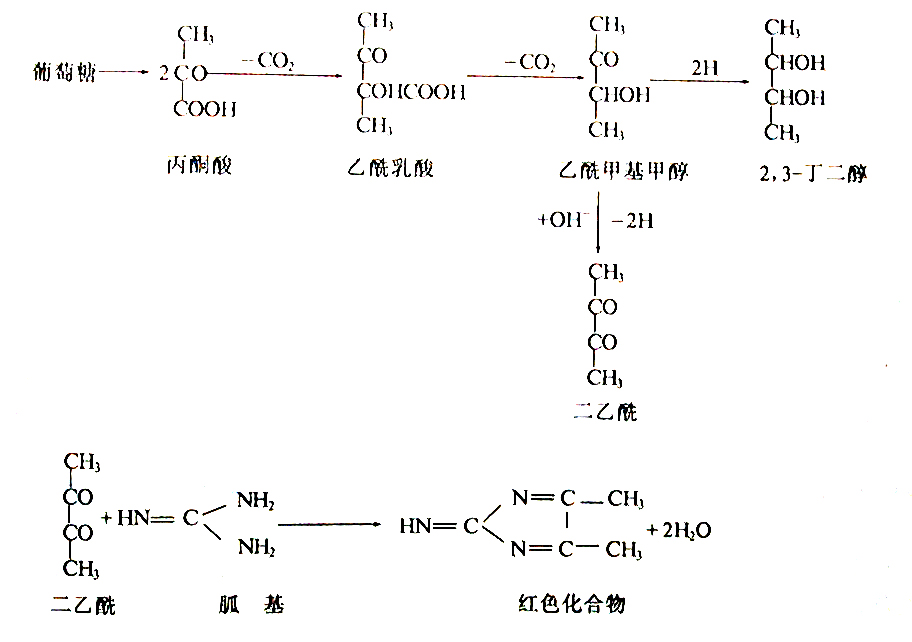 葡萄糖 2 CH₃ CO COOH −CO₂ CH₃ CO COHCOOH CH₃ −CO₂ CH₃ CO CHOH CH₃ 2H CH₃ CHOH CHOH CH₃
丙酮酸 乙酰乳酸 乙酰甲基甲醇 2,3-丁二醇
+OH⁻ −2H
CH₃
CO
CO
CH₃
二乙酰
CH₃ CO CO CH₃ + HN=C NH₂ NH₂ HN=C N=C—CH₃ N=C—CH₃ +2H₂O
二乙酰 胍 基 红色化合物